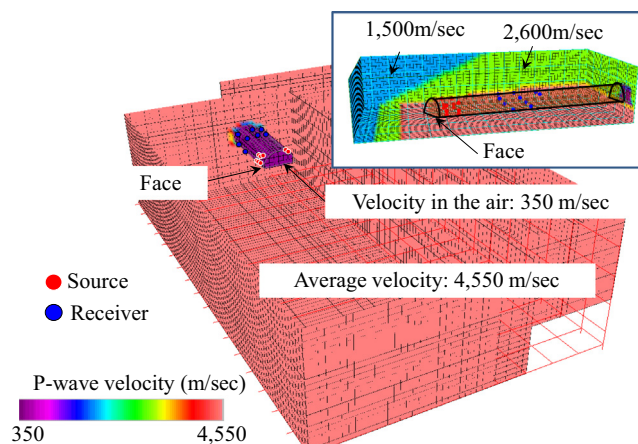 1,500m/sec
2,600m/sec
Face
Face
Velocity in the air: 350 m/sec
Average velocity: 4,550 m/sec
Source
Receiver
P-wave velocity (m/sec)
350
4,550